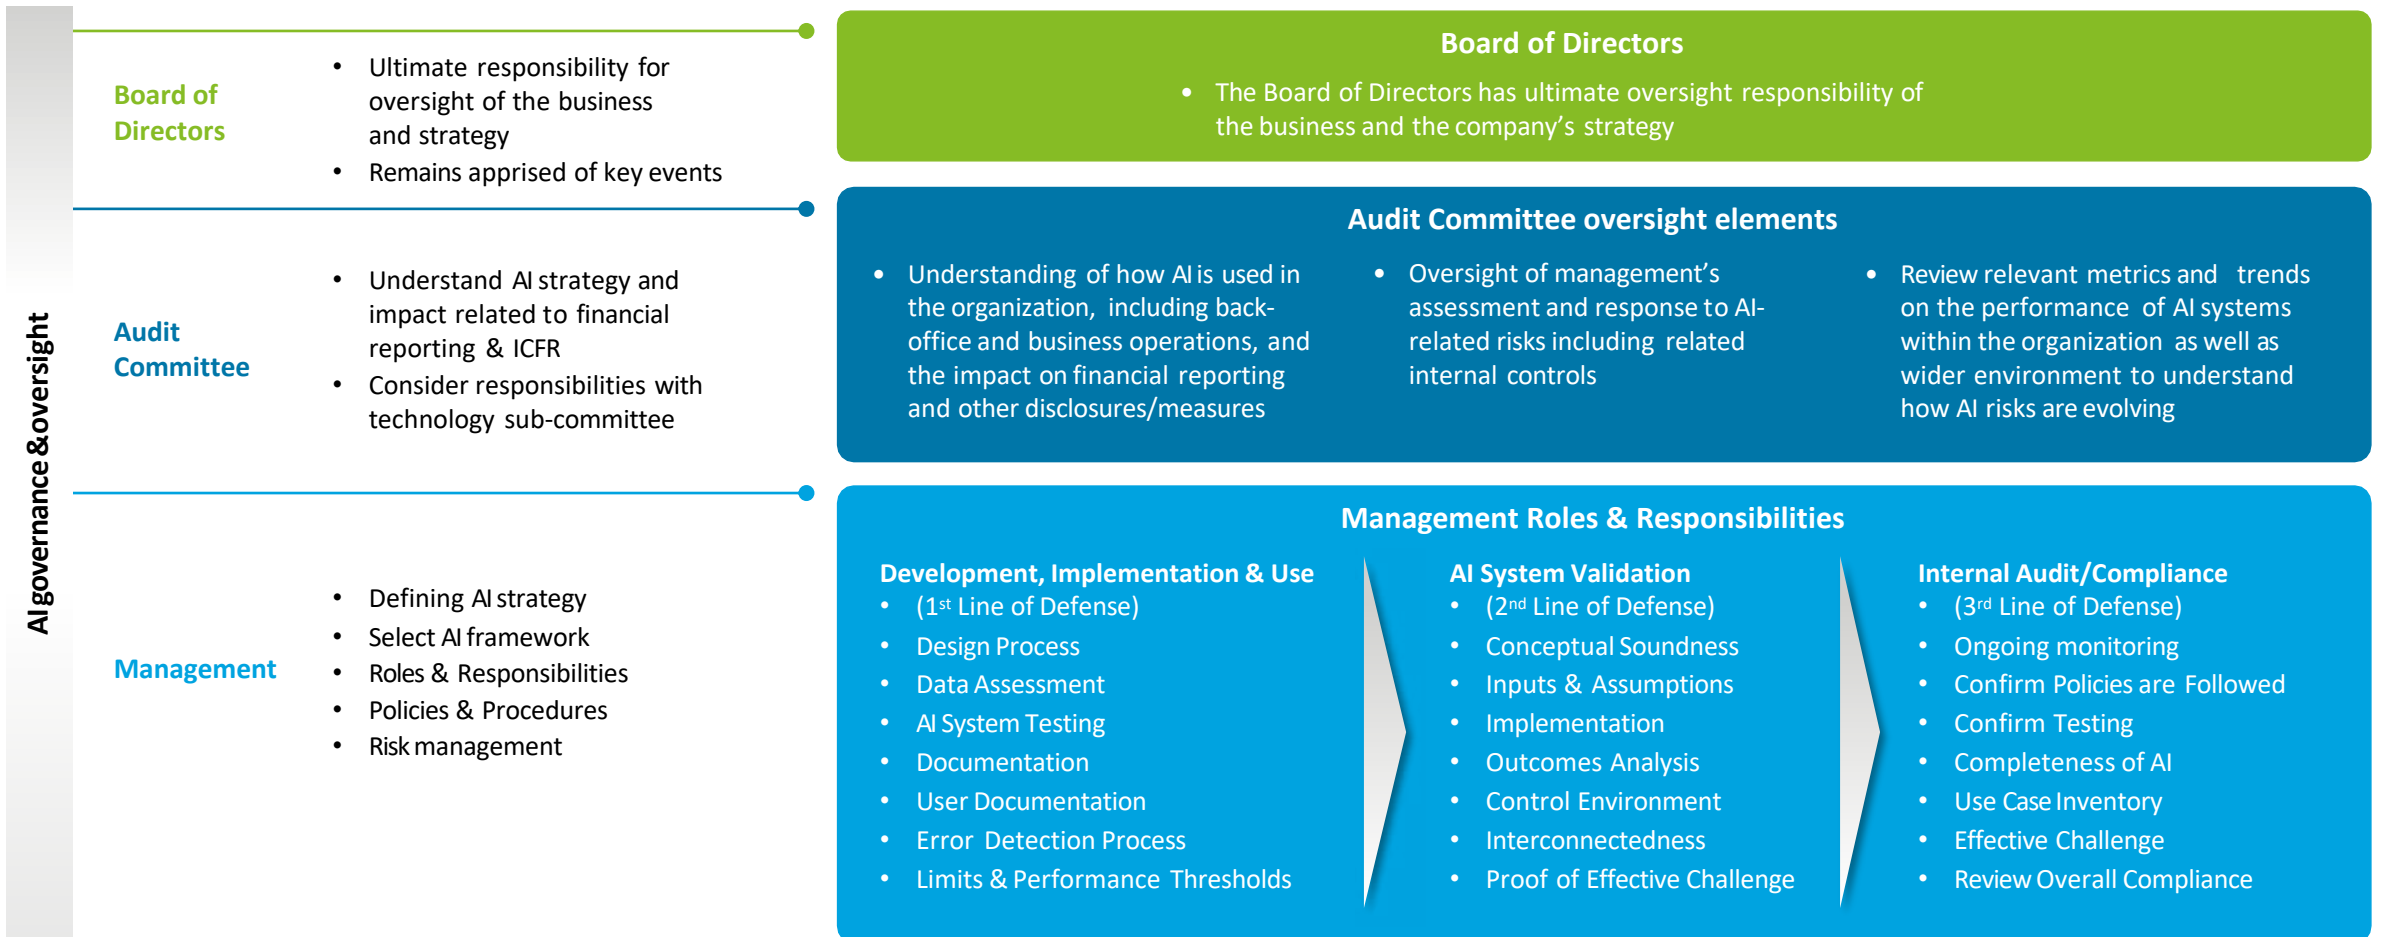 AI governance & oversight
Board of
Directors
• Ultimate responsibility for
oversight of the business
and strategy
• Remains apprised of key events
Board of Directors
• The Board of Directors has ultimate oversight responsibility of
the business and the company’s strategy
Audit
Committee
• Understand AI strategy and
impact related to financial
reporting & ICFR
• Consider responsibilities with
technology sub-committee
Audit Committee oversight elements
• Understanding of how AI is used in
the organization, including back-
office and business operations, and
the impact on financial reporting
and other disclosures/measures
• Oversight of management’s
assessment and response to AI-
related risks including related
internal controls
• Review relevant metrics and trends
on the performance of AI systems
within the organization as well as
wider environment to understand
how AI risks are evolving
Management
• Defining AI strategy
• Select AI framework
• Roles & Responsibilities
• Policies & Procedures
• Risk management
Management Roles & Responsibilities
Development, Implementation & Use
• (1st Line of Defense)
• Design Process
• Data Assessment
• AI System Testing
• Documentation
• User Documentation
• Error Detection Process
• Limits & Performance Thresholds
AI System Validation
• (2nd Line of Defense)
• Conceptual Soundness
• Inputs & Assumptions
• Implementation
• Outcomes Analysis
• Control Environment
• Interconnectedness
• Proof of Effective Challenge
Internal Audit/Compliance
• (3rd Line of Defense)
• Ongoing monitoring
• Confirm Policies are Followed
• Confirm Testing
• Completeness of AI
• Use Case Inventory
• Effective Challenge
• Review Overall Compliance